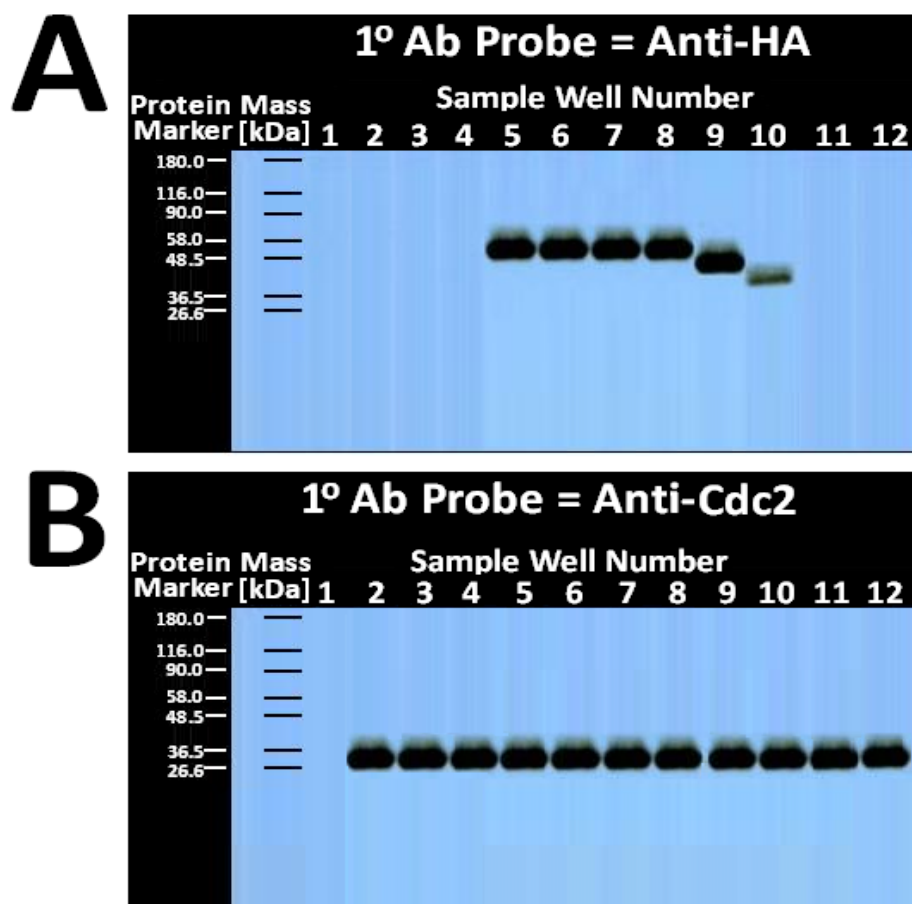 A
1º Ab Probe = Anti-HA
Sample Well Number
Protein Mass
Marker [kDa] 1 2 3 4 5 6 7 8 9 10 11 12
180.0
116.0
90.0
58.0
48.5
36.5
26.6
B
1º Ab Probe = Anti-Cdc2
Protein Mass Sample Well Number
Marker [kDa] 1 2 3 4 5 6 7 8 9 10 11 12
180.0
116.0
90.0
58.0
48.5
36.5
26.6